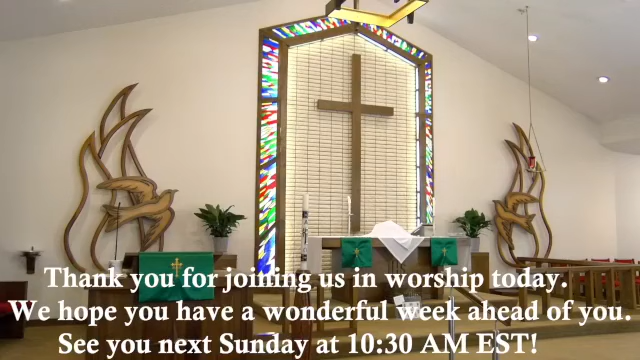 Thank you for joining us in worship today.
We hope you have a wonderful week ahead of you.
See you next Sunday at 10:30 AM EST!